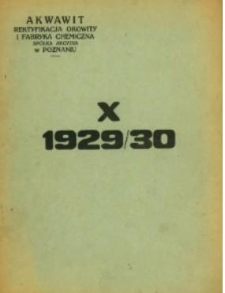 AKWAWIT
REKTYFIKACJA OKOWITY
I FABRYKA CHEMICZNA
SPÓŁKA AKCYJNA
W POZNANIU
X
1929/30